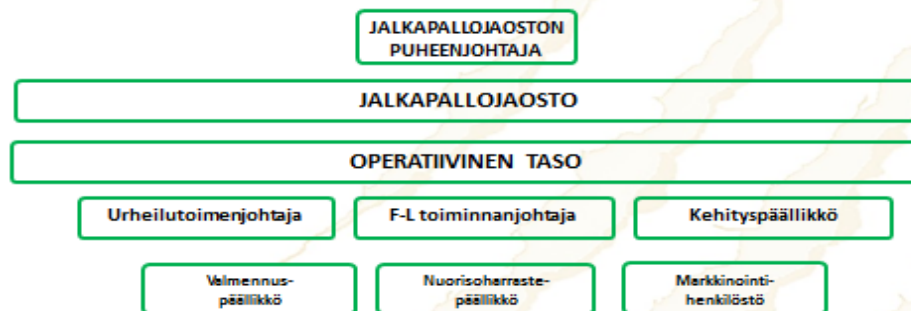 JALKAPALLOJAOSTON
PUHEENJOHTAJA
JALKAPALLOJAOSTO
OPERATIIVINEN TASO
Urheilutoimenjohtaja
F-L toiminnanjohtaja
Kehityspäällikkö
Valmennus-
päällikkö
Nuorisoharraste-
päällikkö
Markkinointi-
henkilöstö